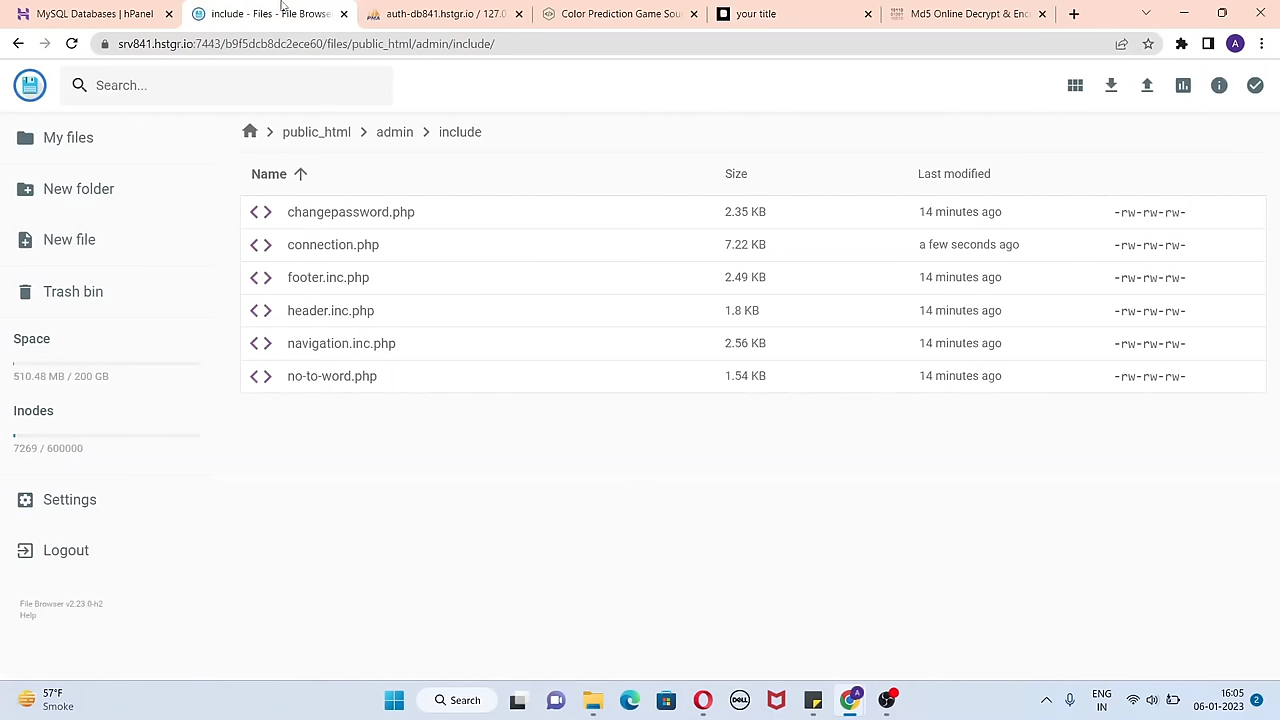 MySQL Databases | hPanel
include - Files - File Browse
auth-db841.hstgr.io / 127.0
Color Prediction Game Sou
your title
Md5 Online Decrypt & Enc
srv841.hstgr.io:7443/b9f5dcb8dc2ece60/files/public_html/admin/include/
A
Search...
My files
New folder
New file
Trash bin
Space
510.48 MB / 200 GB
Inodes
7269 / 600000
Settings
Logout
File Browser v2.23.0-h2
Help
public_html > admin > include
Name Size Last modified
changepassword.php 2.35 KB 14 minutes ago -rw-rw-rw-
connection.php 7.22 KB a few seconds ago -rw-rw-rw-
footer.inc.php 2.49 KB 14 minutes ago -rw-rw-rw-
header.inc.php 1.8 KB 14 minutes ago -rw-rw-rw-
navigation.inc.php 2.56 KB 14 minutes ago -rw-rw-rw-
no-to-word.php 1.54 KB 14 minutes ago -rw-rw-rw-
57°F
Smoke
Search
DELL
A
ENG
IN
16:05
06-01-2023
2